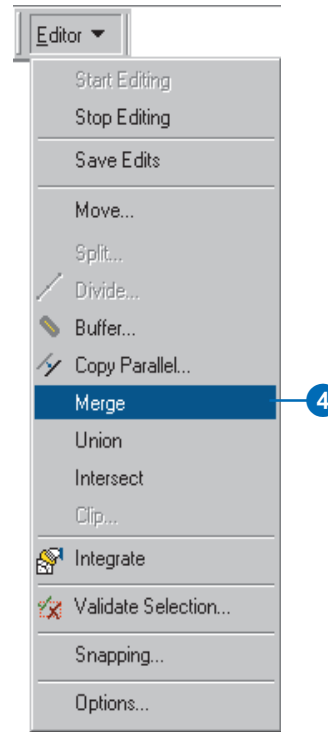 Editor
Start Editing
Stop Editing
Save Edits
Move...
Split...
Divide...
Buffer...
Copy Parallel...
Merge
4
Union
Intersect
Clip...
Integrate
Validate Selection...
Snapping...
Options...